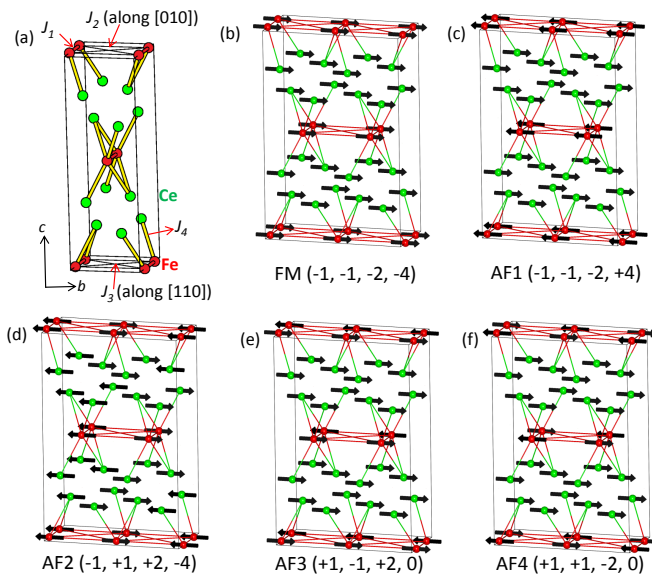 (a)
J1
J2 (along [010])
Ce
J4
Fe
c
b
J3 (along [110])
(b)
FM (-1, -1, -2, -4)
(c)
AF1 (-1, -1, -2, +4)
(d)
AF2 (-1, +1, +2, -4)
(e)
AF3 (+1, -1, +2, 0)
(f)
AF4 (+1, +1, -2, 0)